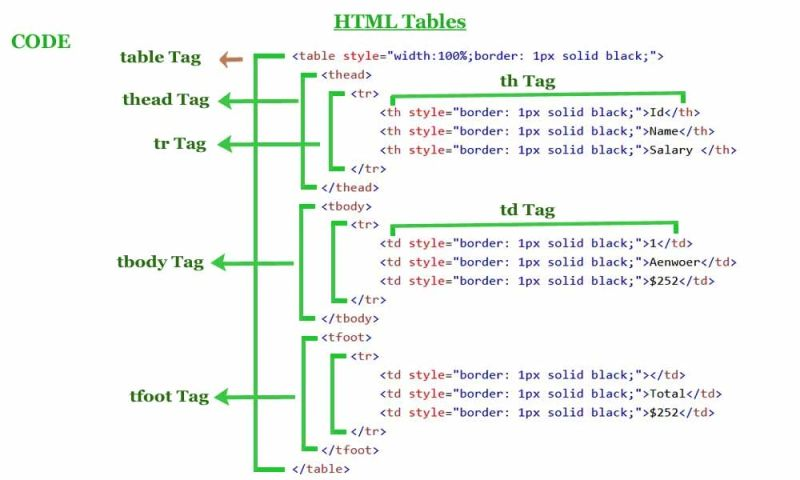 HTML Tables
CODE
table Tag
<table style="width:100%;border: 1px solid black;">
<thead>
thead Tag
<tr>
th Tag
<th style="border: 1px solid black;">Id</th>
<th style="border: 1px solid black;">Name</th>
tr Tag
<th style="border: 1px solid black;">Salary </th>
</tr>
</thead>
<tbody>
<tr>
td Tag
<td style="border: 1px solid black;">1</td>
tbody Tag
<td style="border: 1px solid black;">Aenwoer</td>
<td style="border: 1px solid black;">$252</td>
</tr>
</tbody>
<tfoot>
<tr>
<td style="border: 1px solid black;"></td>
tfoot Tag
<td style="border: 1px solid black;">Total</td>
<td style="border: 1px solid black;">$252</td>
</tr>
</tfoot>
</table>